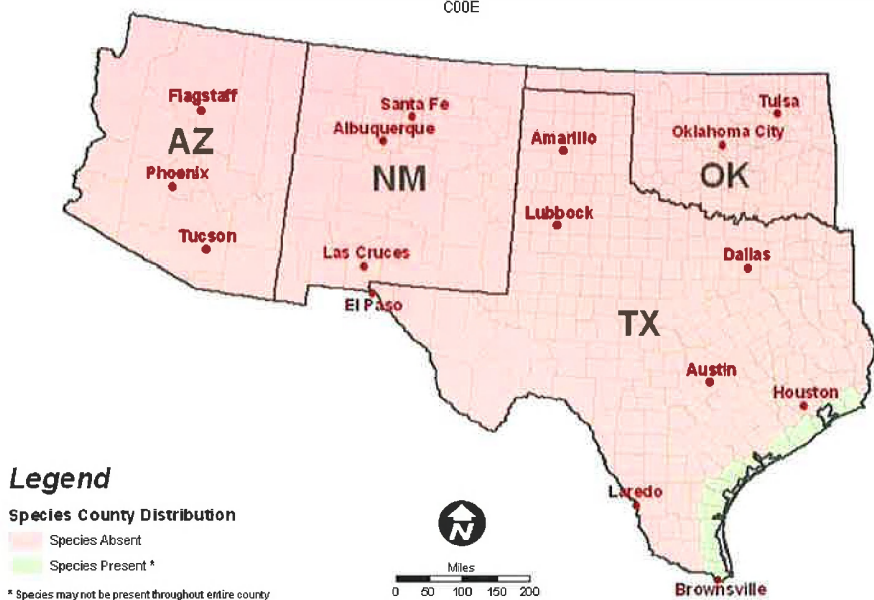 C00E
Flagstaff
AZ
Phoenix
Tucson
Santa Fe
Albuquerque
NM
Las Cruces
El Paso
Amarillo
Lubbock
Tulsa
Oklahoma City
OK
Dallas
TX
Austin
Houston
Laredo
Brownsville
Legend
Species County Distribution
Species Absent
Species Present *
* Species may not be present throughout entire county
N
Miles
0 50 100 150 200